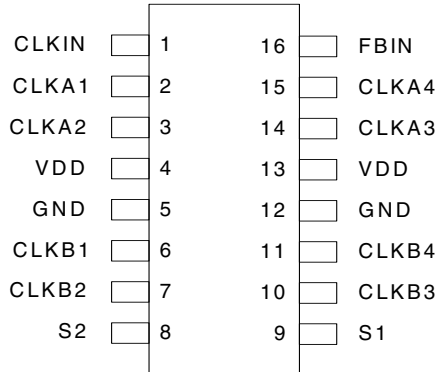 CLKIN 1 16 FBIN
CLKA1 2 15 CLKA4
CLKA2 3 14 CLKA3
VDD 4 13 VDD
GND 5 12 GND
CLKB1 6 11 CLKB4
CLKB2 7 10 CLKB3
S2 8 9 S1